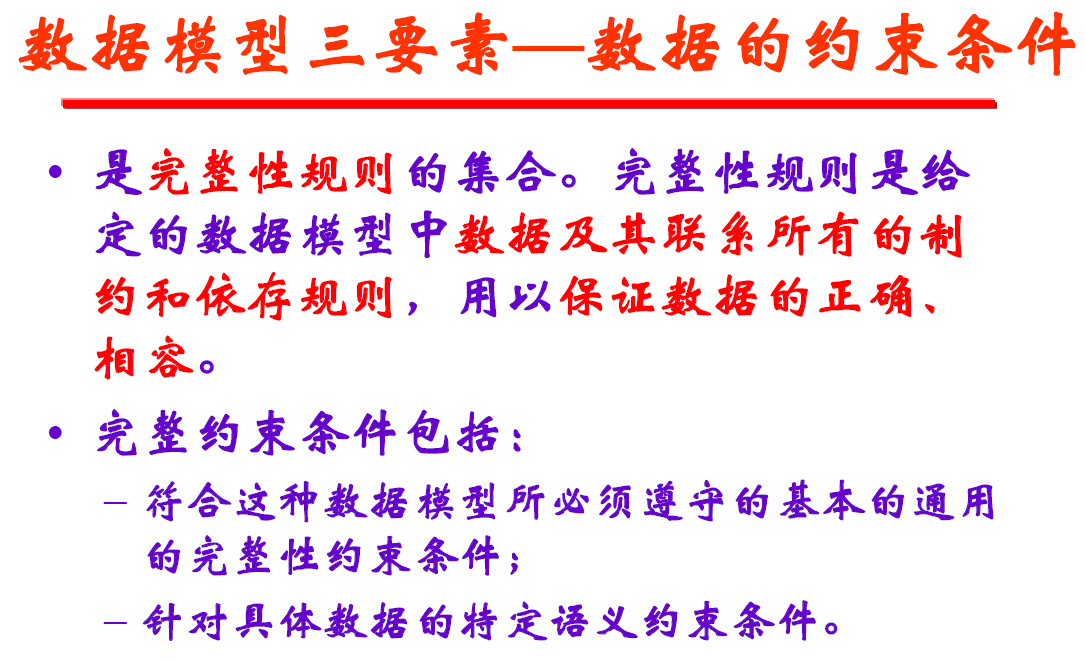 数据模型三要素—数据的约束条件
• 是完整性规则的集合。完整性规则是给
定的数据模型中数据及其联系所有的制
约和依存规则，用以保证数据的正确、
相容。
• 完整约束条件包括：
– 符合这种数据模型所必须遵守的基本的通用
的完整性约束条件；
– 针对具体数据的特定语义约束条件。